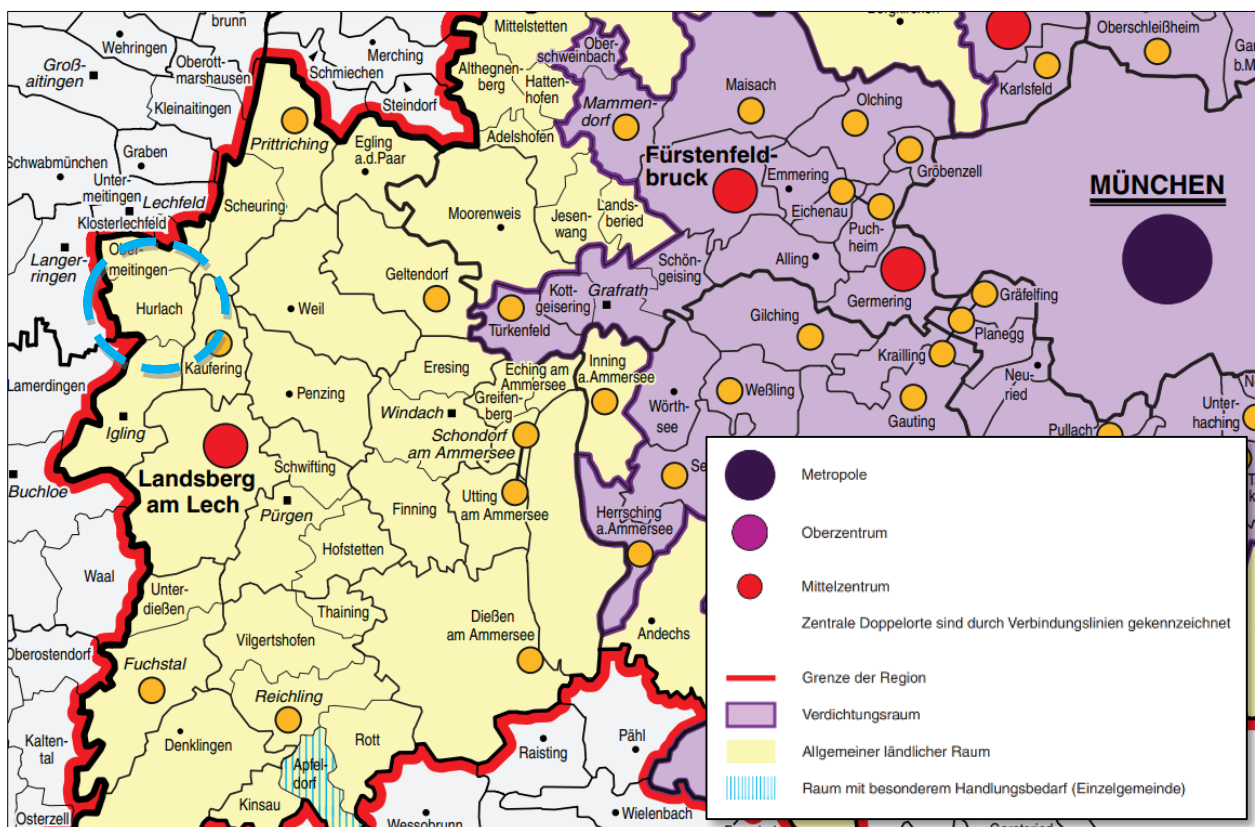 brunn
Wehringen
Groß-
aitingen
Oberott-
marshausen
Kleinaitingen
Schwabmünchen
Graben
Unter-
meitingen
Lechfeld
Klosterlechfeld
Langer-
ringen
Ober-
meitingen
Hurlach
Lamerdingen
Kaufering
Igling
Buchloe
Landsberg
am Lech
Waal
Oberostendorf
Kalten-
tal
Osterzell
Schmiechen
Merching
Steindorf
Prittriching
Egling
a.d.Paar
Scheuring
Weil
Penzing
Geltendorf
Moorenweis
Mittelstetten
Althegnen-
berg
Hatten-
hofen
Adelshofen
Jesen-
wang
Lands-
beried
Ober-
schweinbach
Mammen-
dorf
Maisach
Fürstenfeld-
bruck
Emmering
Olching
Gröbenzell
Eichenau
Puch-
heim
Alling
Germering
Schön-
geising
Kott-
geisering
Grafrath
Türkenfeld
Bergkirchen
Karlsfeld
Oberschleißheim
b.M
MÜNCHEN
Gräfelfing
Planegg
Krailling
Neu-
ried
Gauting
Pullach
Unter-
haching
Gilching
Weßling
Wörth-
see
Inning
a.Ammersee
Eresing
Eching am
Ammersee
Greifen-
berg
Windach
Schondorf
am Ammersee
Schwifting
Pürgen
Finning
Utting
am Ammersee
Hofstetten
Herrsching
a.Ammersee
Se
Unter-
dießen
Thaining
Vilgertshofen
Dießen
am Ammersee
Andechs
Fuchstal
Reichling
Denklingen
Rott
Apfel-
dorf
Kinsau
Raisting
Pähl
Wielenbach
Wessobrunn
Metropole
Oberzentrum
Mittelzentrum
Zentrale Doppelorte sind durch Verbindungslinien gekennzeichnet
Grenze der Region
Verdichtungsraum
Allgemeiner ländlicher Raum
Raum mit besonderem Handlungsbedarf (Einzelgemeinde)